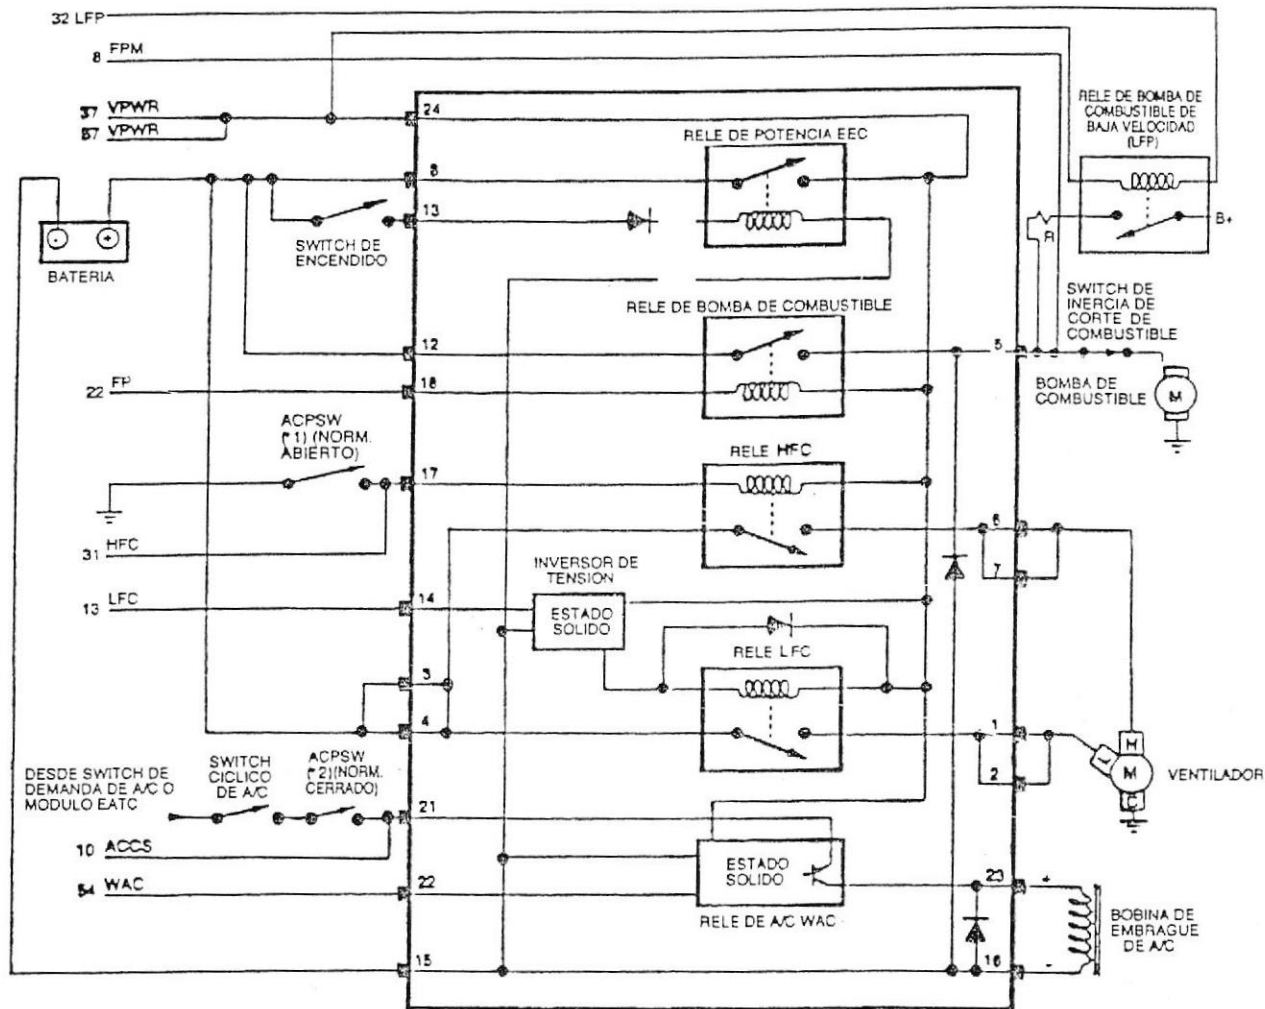 32 LFP
8 FPM
37 VPWR
57 VPWR
24
RELE DE POTENCIA EEC
RELE DE BOMBA DE
COMBUSTIBLE DE
BAJA VELOCIDAD
(LFP)
8
13
SWITCH DE
ENCENDIDO
- +
BATERIA
R
B+
RELE DE BOMBA DE COMBUSTIBLE
SWITCH DE
INERCIA DE
CORTE DE
COMBUSTIBLE
12
5
18
22 FP
BOMBA DE
COMBUSTIBLE
M
ACPSW
(*1) (NORM.
ABIERTO)
RELE HFC
17
6
31 HFC
INVERSOR DE
TENSION
7
13 LFC
14
ESTADO
SOLIDO
RELE LFC
3
4
1
2
H
L
M
C
VENTILADOR
DESDE SWITCH DE
DEMANDA DE A/C O
MODULO EATC
SWITCH
CICLICO
DE A/C
ACPSW
(*2)(NORM.
CERRADO)
21
10 ACCS
54 WAC
22
ESTADO
SOLIDO
RELE DE A/C WAC
23
+
BOBINA DE
EMBRAGUE
DE A/C
15
16
-